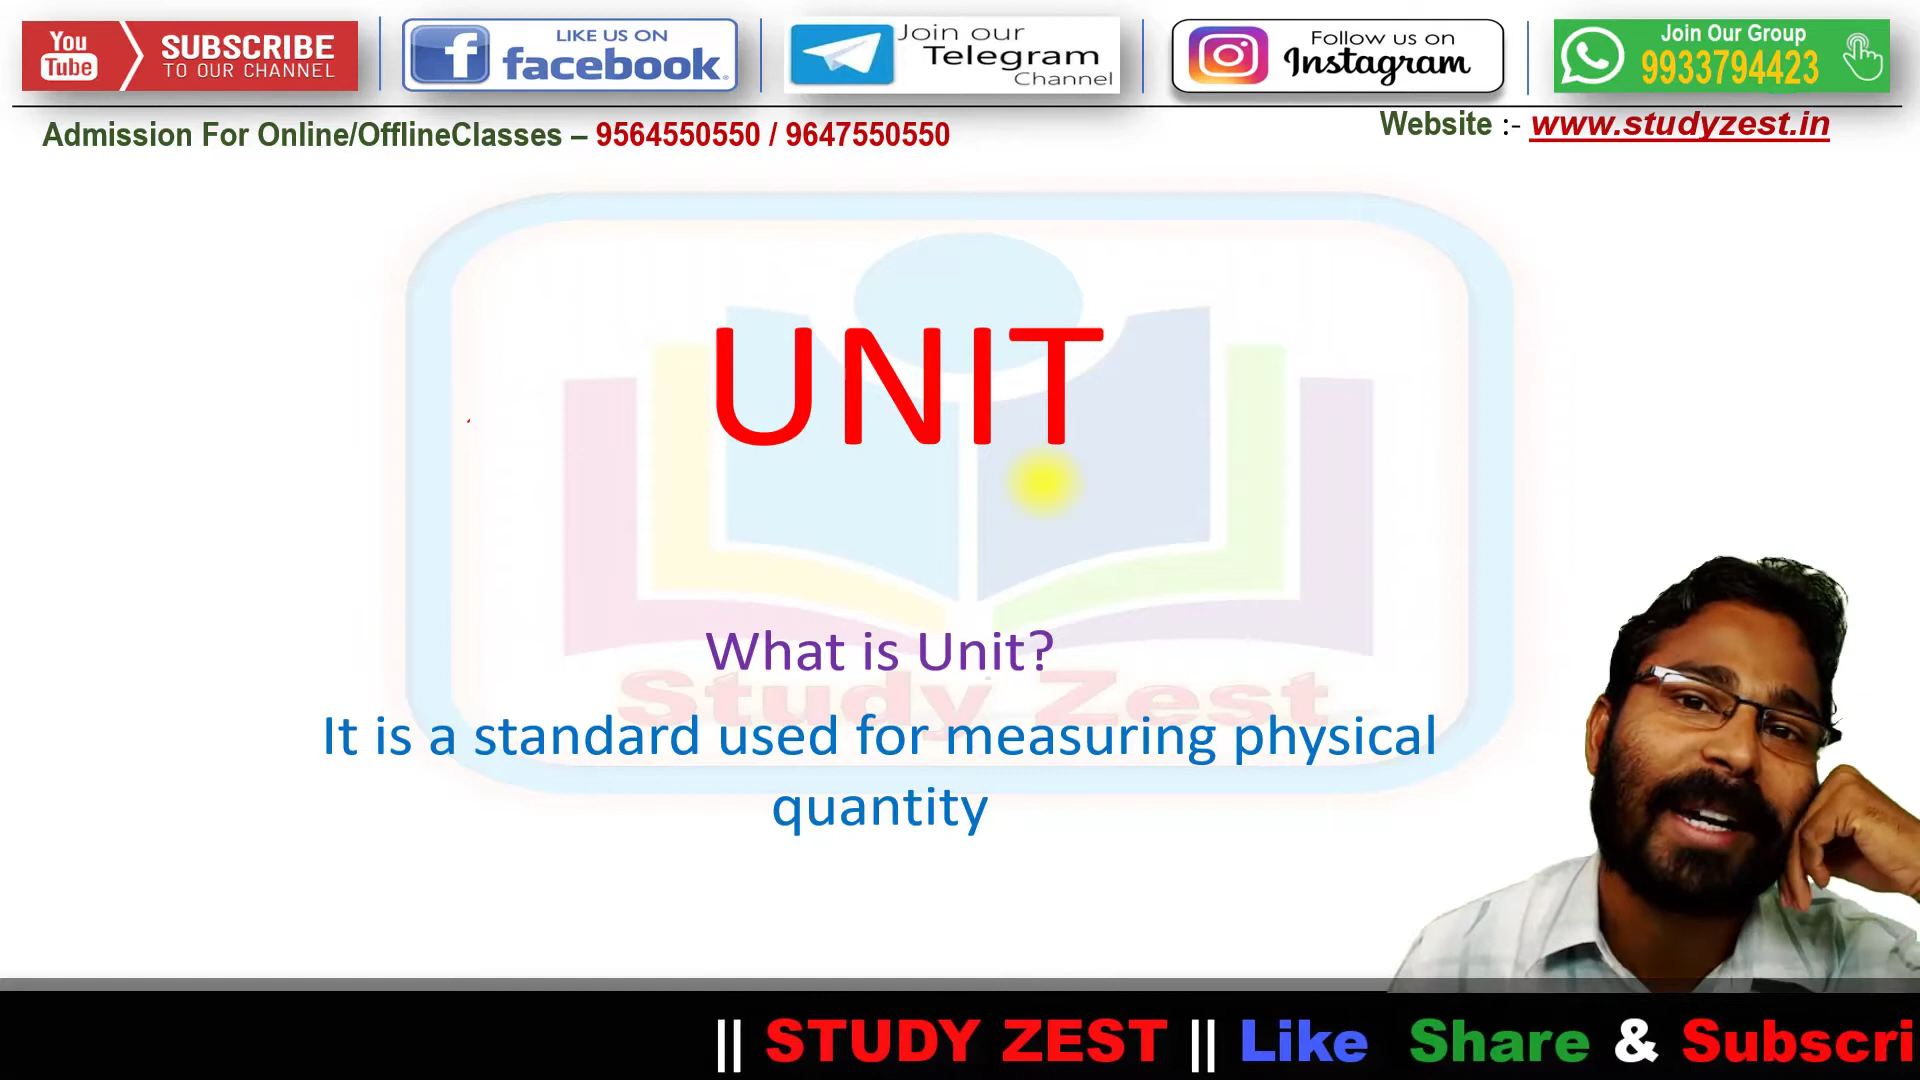 You Tube SUBSCRIBE TO OUR CHANNEL
LIKE US ON facebook.
Join our Telegram Channel
Follow us on Instagram
Join Our Group 9933794423
Admission For Online/OfflineClasses – 9564550550 / 9647550550
Website :- www.studyzest.in
UNIT
What is Unit?
Study Zest
It is a standard used for measuring physical
quantity
|| STUDY ZEST || Like Share & Subscri